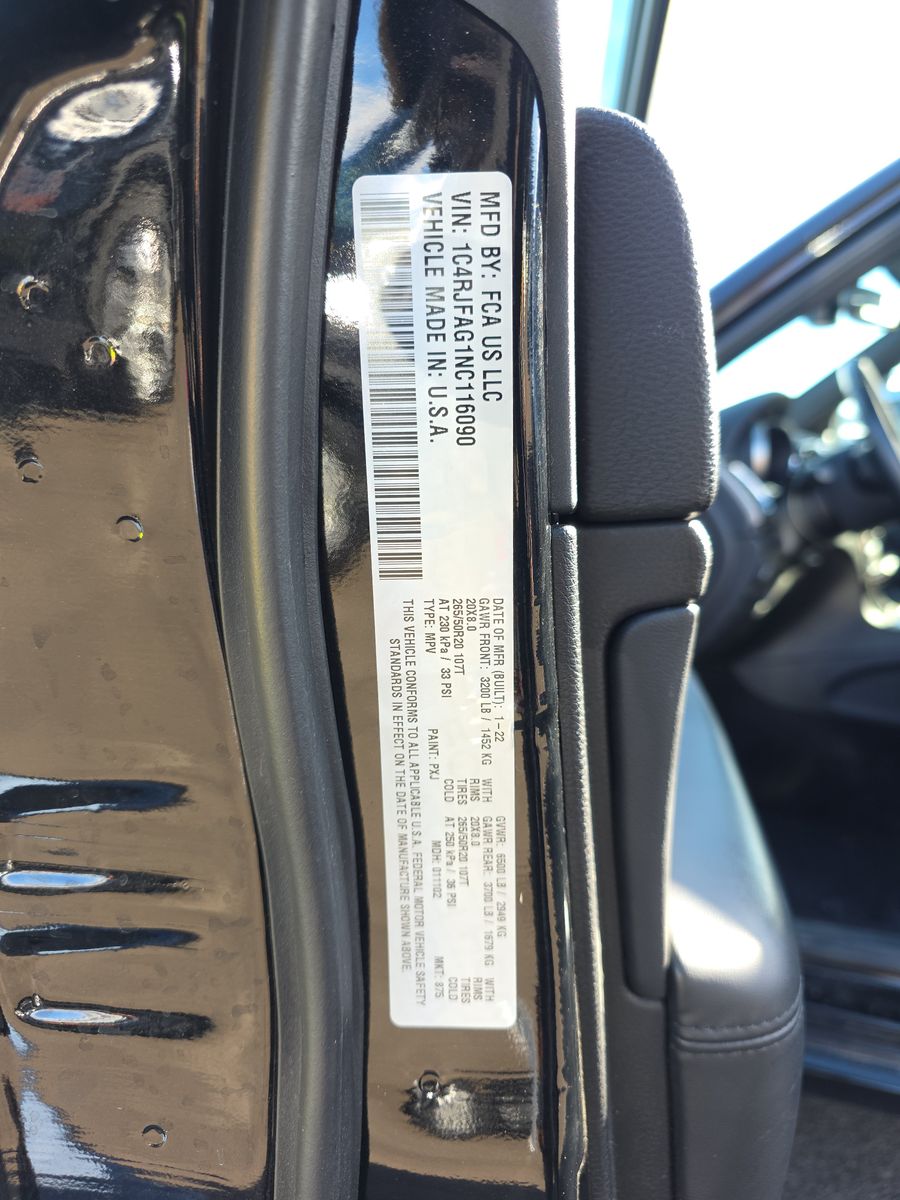 MFD BY: FCA US LLC
VIN: 1C4RJFAG1NC116090
VEHICLE MADE IN: U.S.A.
DATE OF MFR (BUILT): 1-22 GVWR: 6500 LB / 2949 KG
GAWR FRONT: 3200 LB / 1452 KG WITH GAWR REAR: 3700 LB / 1679 KG WITH
20X8.0 RIMS 20X8.0 RIMS
265/50R20 107T TIRES 265/50R20 107T TIRES
AT 230 kPa / 33 PSI COLD AT 250 kPa / 36 PSI COLD
TYPE: MPV PAINT: PXJ MDH: 011102 MKT: 875
THIS VEHICLE CONFORMS TO ALL APPLICABLE U.S.A. FEDERAL MOTOR VEHICLE SAFETY
STANDARDS IN EFFECT ON THE DATE OF MANUFACTURE SHOWN ABOVE.